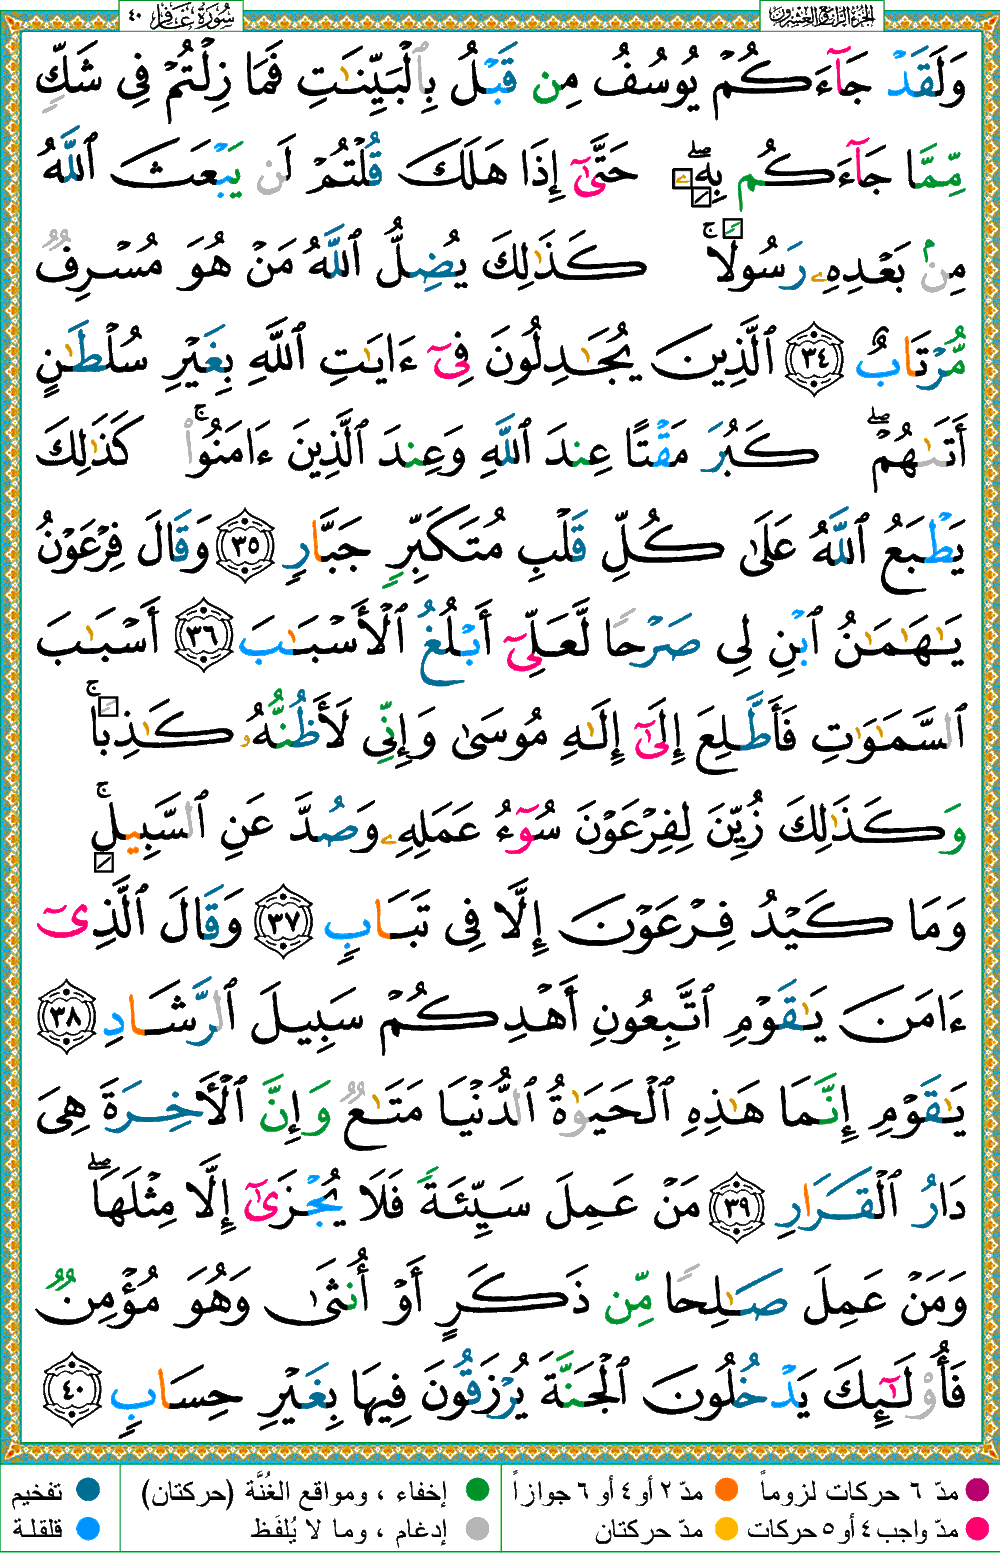 الجزء الرابع والعشرون
سُورَةُ غَافِر ٤٠
وَلَقَدْ جَآءَكُمْ يُوسُفُ مِن قَبْلُ بِٱلْبَيِّنَـٰتِ فَمَا زِلْتُمْ فِى شَكٍّ
مِّمَّا جَآءَكُم بِهِۦ ۖ حَتَّىٰٓ إِذَا هَلَكَ قُلْتُمْ لَن يَبْعَثَ ٱللَّهُ
مِنۢ بَعْدِهِۦ رَسُولًا ۚ كَذَٰلِكَ يُضِلُّ ٱللَّهُ مَنْ هُوَ مُسْرِفٌ
مُّرْتَابٌ ٣٤ ٱلَّذِينَ يُجَـٰدِلُونَ فِىٓ ءَايَـٰتِ ٱللَّهِ بِغَيْرِ سُلْطَـٰنٍ
أَتَىٰهُمْ ۖ كَبُرَ مَقْتًا عِندَ ٱللَّهِ وَعِندَ ٱلَّذِينَ ءَامَنُوا۟ ۚ كَذَٰلِكَ
يَطْبَعُ ٱللَّهُ عَلَىٰ كُلِّ قَلْبِ مُتَكَبِّرٍ جَبَّارٍ ٣٥ وَقَالَ فِرْعَوْنُ
يَـٰهَـٰمَـٰنُ ٱبْنِ لِى صَرْحًا لَّعَلِّىٓ أَبْلُغُ ٱلْأَسْبَـٰبَ ٣٦ أَسْبَـٰبَ
ٱلسَّمَـٰوَٰتِ فَأَطَّلِعَ إِلَىٰٓ إِلَـٰهِ مُوسَىٰ وَإِنِّى لَأَظُنُّهُۥ كَـٰذِبًا ۚ
وَكَذَٰلِكَ زُيِّنَ لِفِرْعَوْنَ سُوٓءُ عَمَلِهِۦ وَصُدَّ عَنِ ٱلسَّبِيلِ ۚ
وَمَا كَيْدُ فِرْعَوْنَ إِلَّا فِى تَبَابٍ ٣٧ وَقَالَ ٱلَّذِىٓ
ءَامَنَ يَـٰقَوْمِ ٱتَّبِعُونِ أَهْدِكُمْ سَبِيلَ ٱلرَّشَادِ ٣٨
يَـٰقَوْمِ إِنَّمَا هَـٰذِهِ ٱلْحَيَوٰةُ ٱلدُّنْيَا مَتَـٰعٌ وَإِنَّ ٱلْـَٔاخِرَةَ هِىَ
دَارُ ٱلْقَرَارِ ٣٩ مَنْ عَمِلَ سَيِّئَةً فَلَا يُجْزَىٰٓ إِلَّا مِثْلَهَا ۖ
وَمَنْ عَمِلَ صَـٰلِحًا مِّن ذَكَرٍ أَوْ أُنثَىٰ وَهُوَ مُؤْمِنٌ
فَأُو۟لَـٰٓئِكَ يَدْخُلُونَ ٱلْجَنَّةَ يُرْزَقُونَ فِيهَا بِغَيْرِ حِسَابٍ ٤٠
مدّ ٦ حركات لزوماً
مدّ ٢ أو ٤ أو ٦ جوازاً
إخفاء ، ومواقع الغُنَّة (حركتان)
تفخيم
مدّ واجب ٤ أو ٥ حركات
مدّ حركتان
إدغام ، وما لا يُلفَظ
قلقلة